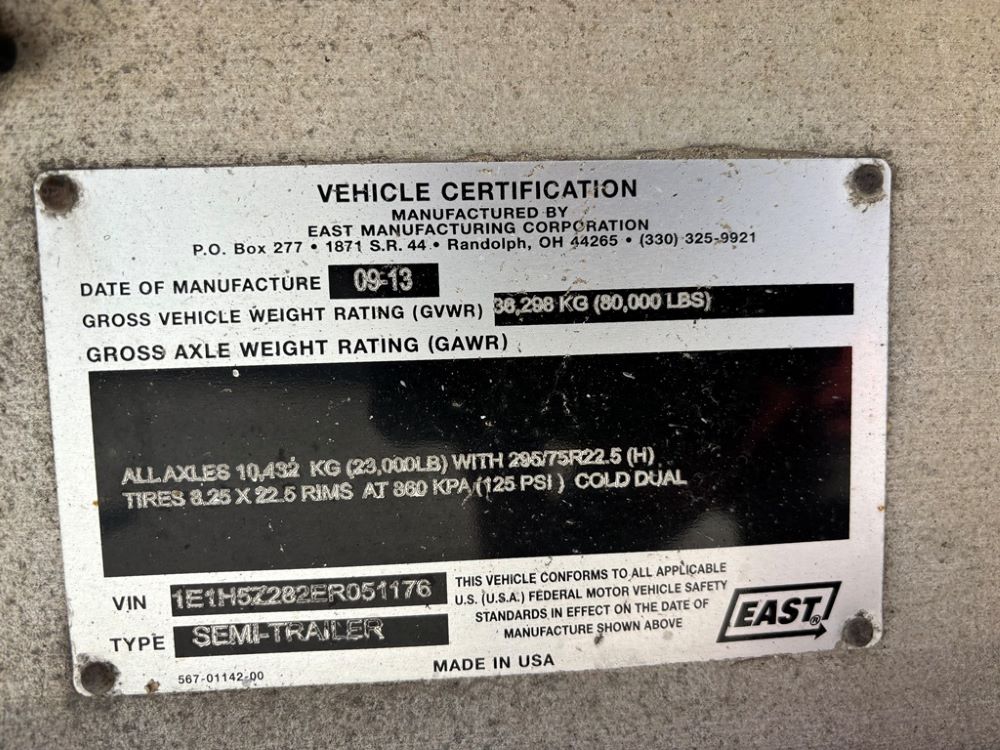 VEHICLE CERTIFICATION
MANUFACTURED BY
EAST MANUFACTURING CORPORATION
P.O. Box 277 • 1871 S.R. 44 • Randolph, OH 44265 • (330) 325-9921
DATE OF MANUFACTURE 09-13
GROSS VEHICLE WEIGHT RATING (GVWR) 36,298 KG (80,000 LBS)
GROSS AXLE WEIGHT RATING (GAWR)
ALL AXLES 10,432 KG (23,000LB) WITH 295/75R22.5 (H)
TIRES 8.25 X 22.5 RIMS AT 860 KPA (125 PSI ) COLD DUAL
VIN 1E1H5Z282ER051176
TYPE SEMI-TRAILER
THIS VEHICLE CONFORMS TO ALL APPLICABLE
U.S. (U.S.A.) FEDERAL MOTOR VEHICLE SAFETY
STANDARDS IN EFFECT ON THE DATE OF
MANUFACTURE SHOWN ABOVE
EAST®
567-01142-00
MADE IN USA